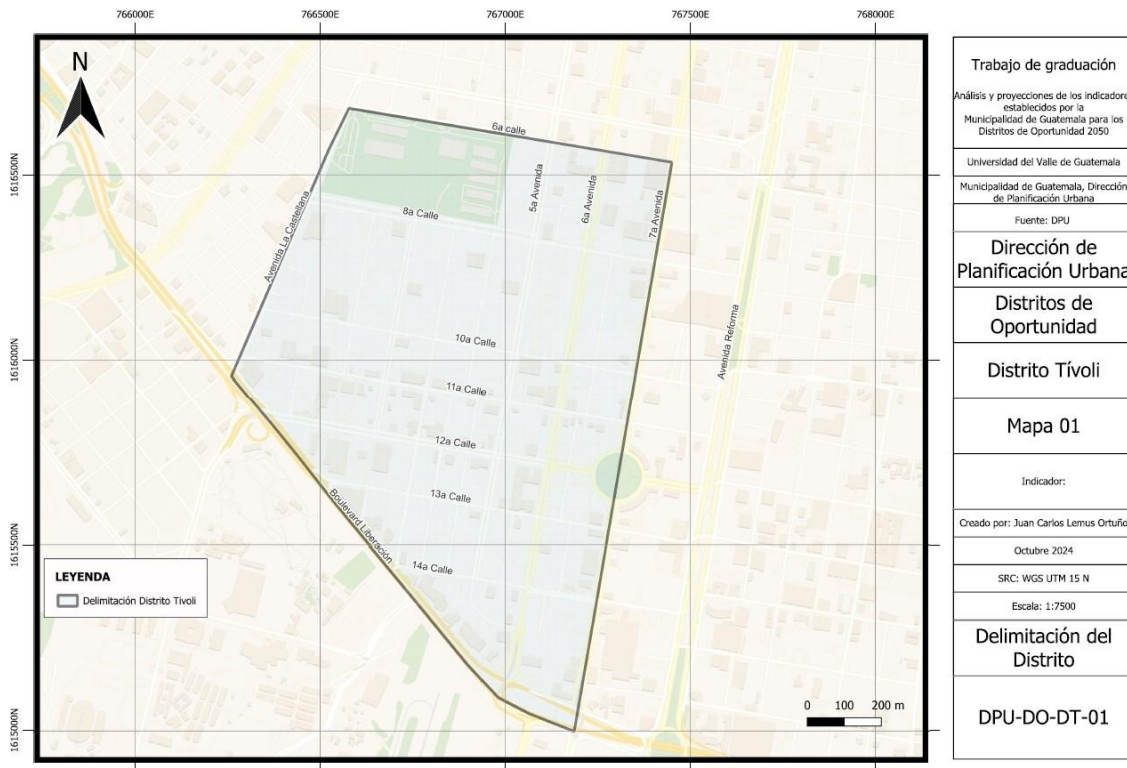 766000E 766500E 767000E 767500E 768000E
N
1616500N
1616000N
1615500N
1615000N
6a calle
5a Avenida
6a Avenida
7a Avenida
8a Calle
Avenida La Castellana
Avenida Reforma
10a Calle
11a Calle
12a Calle
13a Calle
Boulevard Liberación
14a Calle
LEYENDA
Delimitación Distrito Tivoli
0 100 200 m
Trabajo de graduación
Análisis y proyecciones de los indicadore
establecidos por la
Municipalidad de Guatemala para los
Distritos de Oportunidad 2050
Universidad del Valle de Guatemala
Municipalidad de Guatemala, Dirección
de Planificación Urbana
Fuente: DPU
Dirección de
Planificación Urbana
Distritos de
Oportunidad
Distrito Tívoli
Mapa 01
Indicador:
Creado por: Juan Carlos Lemus Ortuño
Octubre 2024
SRC: WGS UTM 15 N
Escala: 1:7500
Delimitación del
Distrito
DPU-DO-DT-01